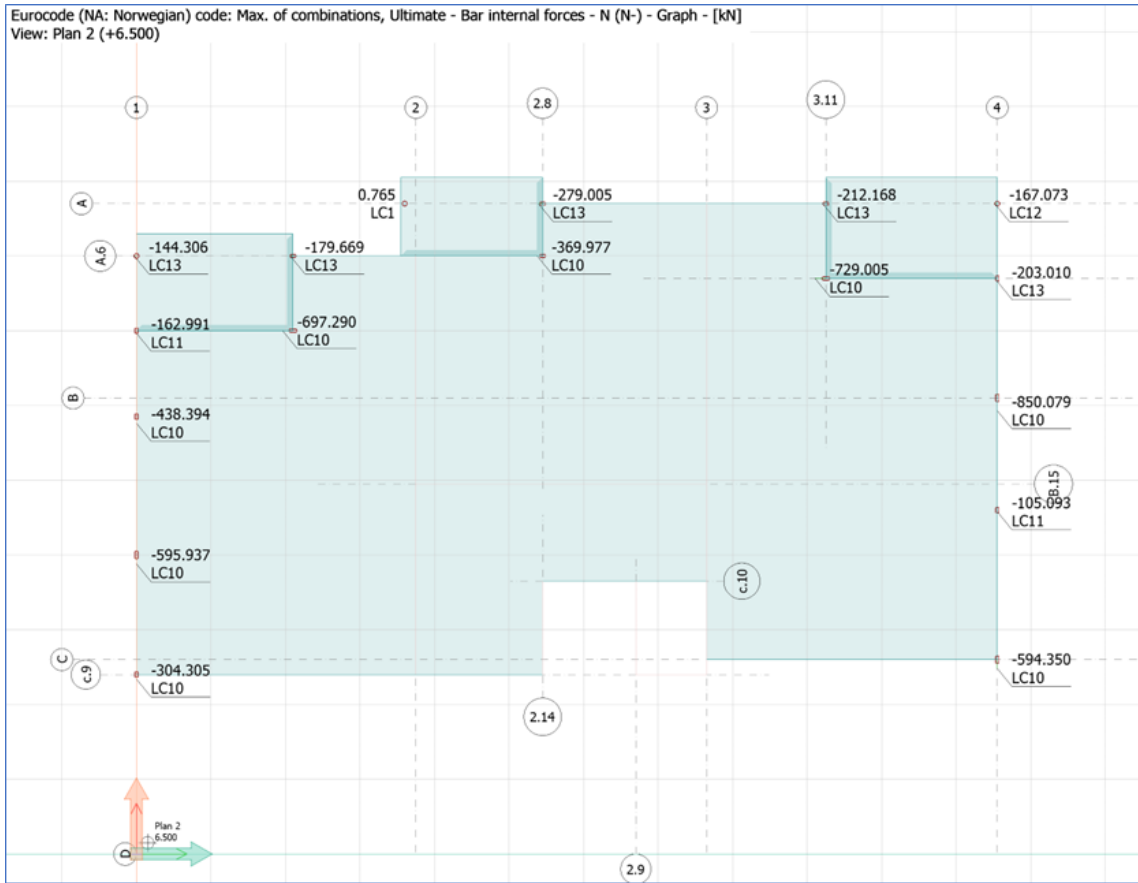 Eurocode (NA: Norwegian) code: Max. of combinations, Ultimate - Bar internal forces - N (N-) - Graph - [kN]
View: Plan 2 (+6.500)
1
2
2.8
3
3.11
4
A
0.765
LC1
-279.005
LC13
-212.168
LC13
-167.073
LC12
A.6
-144.306
LC13
-179.669
LC13
-369.977
LC10
-729.005
LC10
-203.010
LC13
-162.991
LC11
-697.290
LC10
B
-438.394
LC10
-850.079
LC10
B.15
-105.093
LC11
-595.937
LC10
c.10
C
c.9
-304.305
LC10
-594.350
LC10
2.14
Plan 2
6.500
D
2.9